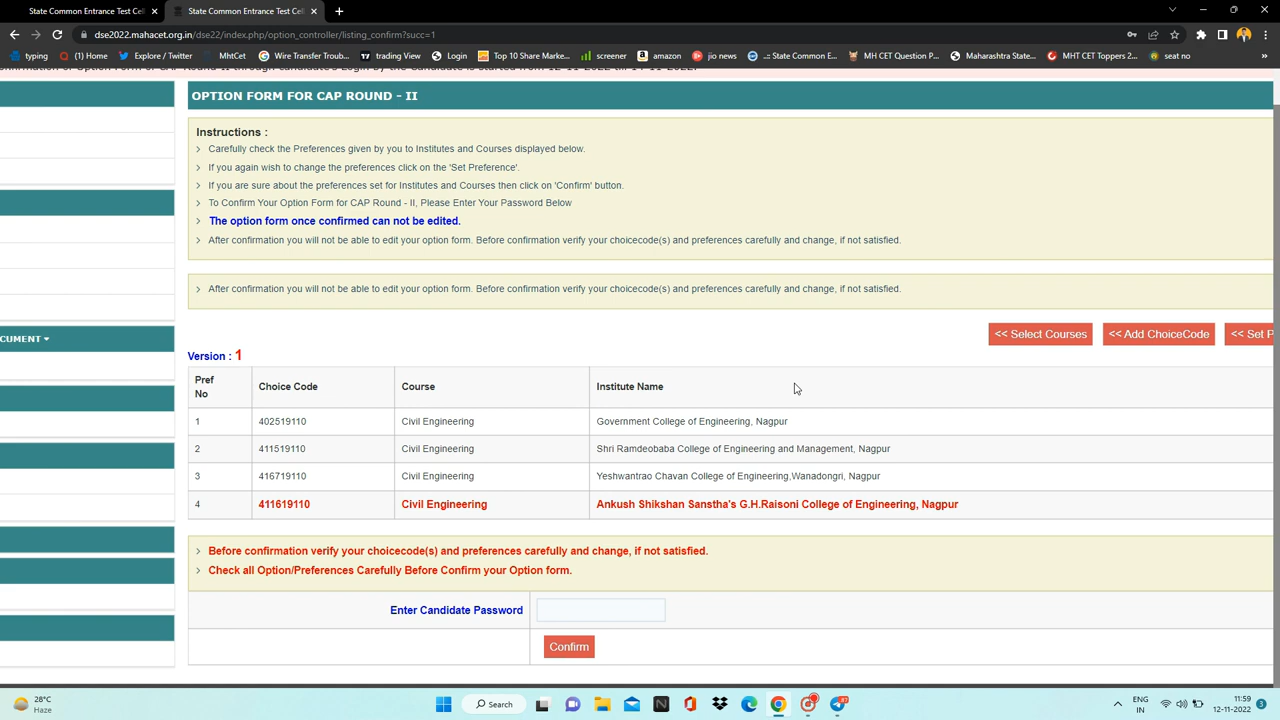 State Common Entrance Test Cell
State Common Entrance Test Cell
dse22.mahacet.org.in/dse22/index.php/option_controller/listing_confirm?succ=1
typing
(1) Home
Explore / Twitter
MhtCet
Wire Transfer Troub...
trading View
Login
Top 10 Share Marke...
screener
amazon
jio news
..:: State Common E...
MH CET Question P...
Maharashtra State...
MHT CET Toppers 2...
seat no
»
OPTION FORM FOR CAP ROUND - II
Instructions :
Carefully check the Preferences given by you to Institutes and Courses displayed below.
If you again wish to change the preferences click on the 'Set Preference'.
If you are sure about the preferences set for Institutes and Courses then click on 'Confirm' button.
To Confirm Your Option Form for CAP Round - II, Please Enter Your Password Below
The option form once confirmed can not be edited.
After confirmation you will not be able to edit your option form. Before confirmation verify your choicecode(s) and preferences carefully and change, if not satisfied.
After confirmation you will not be able to edit your option form. Before confirmation verify your choicecode(s) and preferences carefully and change, if not satisfied.
CUMENT
<< Select Courses
<< Add ChoiceCode
<< Set P
Version : 1
Pref No Choice Code Course Institute Name
1 402519110 Civil Engineering Government College of Engineering, Nagpur
2 411519110 Civil Engineering Shri Ramdeobaba College of Engineering and Management, Nagpur
3 416719110 Civil Engineering Yeshwantrao Chavan College of Engineering,Wanadongri, Nagpur
4 411619110 Civil Engineering Ankush Shikshan Sanstha's G.H.Raisoni College of Engineering, Nagpur
Before confirmation verify your choicecode(s) and preferences carefully and change, if not satisfied.
Check all Option/Preferences Carefully Before Confirm your Option form.
Enter Candidate Password
Confirm
28°C
Haze
Search
ENG
IN
11:59
12-11-2022